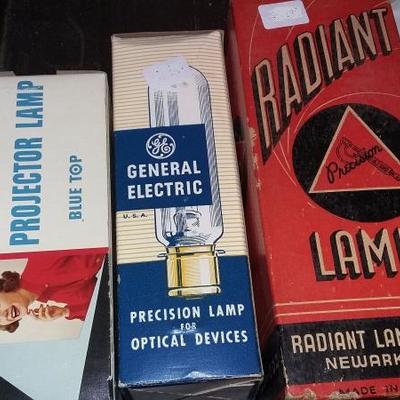 PROJECTOR LAMP
BLUE TOP
GE
GENERAL
ELECTRIC
U.S.A.
PRECISION LAMP
FOR
OPTICAL DEVICES
RADIANT
Precision
LAM
RADIANT LAM
NEWARK
MADE IN